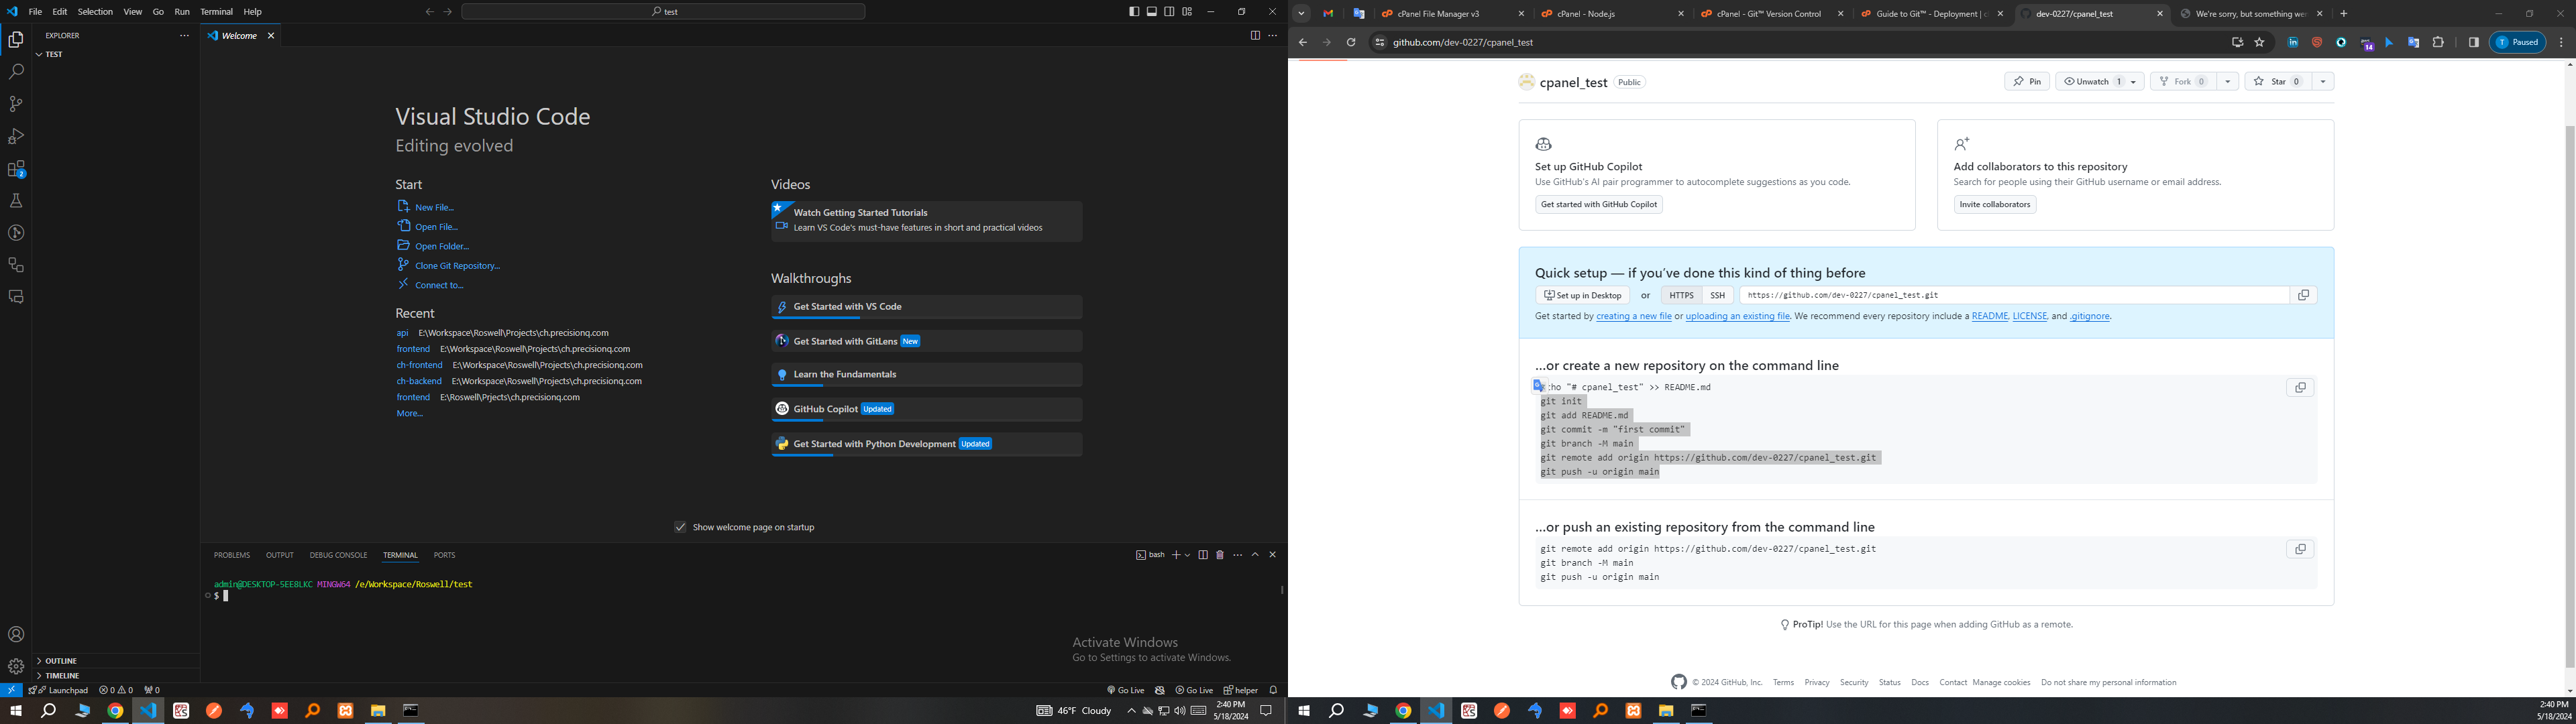 File Edit Selection View Go Run Terminal Help
test
EXPLORER
TEST
Welcome
Visual Studio Code
Editing evolved
Start
New File...
Open File...
Open Folder...
Clone Git Repository...
Connect to...
Recent
api E:\Workspace\Roswell\Projects\ch.precisionq.com
frontend E:\Workspace\Roswell\Projects\ch.precisionq.com
ch-frontend E:\Workspace\Roswell\Projects\ch.precisionq.com
ch-backend E:\Workspace\Roswell\Projects\ch.precisionq.com
frontend E:\Roswell\Prjects\ch.precisionq.com
More...
Videos
Watch Getting Started Tutorials
Learn VS Code's must-have features in short and practical videos
Walkthroughs
Get Started with VS Code
Get Started with GitLens New
Learn the Fundamentals
GitHub Copilot Updated
Get Started with Python Development Updated
Show welcome page on startup
2
PROBLEMS OUTPUT DEBUG CONSOLE TERMINAL PORTS
bash
admin@DESKTOP-5EE8LKC MINGW64 /e/Workspace/Roswell/test
$
Activate Windows
Go to Settings to activate Windows.
OUTLINE
TIMELINE
Launchpad 0 0 0
Go Live Go Live helper
46°F Cloudy
2:40 PM
5/18/2024
cPanel File Manager v3
cPanel - Node.js
cPanel - Git™ Version Control
Guide to Git™ - Deployment | c
dev-0227/cpanel_test
We're sorry, but something wer
github.com/dev-0227/cpanel_test
14
T Paused
cpanel_test Public
Pin
Unwatch 1
Fork 0
Star 0
Set up GitHub Copilot
Use GitHub's AI pair programmer to autocomplete suggestions as you code.
Get started with GitHub Copilot
Add collaborators to this repository
Search for people using their GitHub username or email address.
Invite collaborators
Quick setup — if you've done this kind of thing before
Set up in Desktop or HTTPS SSH https://github.com/dev-0227/cpanel_test.git
Get started by creating a new file or uploading an existing file. We recommend every repository include a README, LICENSE, and .gitignore.
...or create a new repository on the command line
cho "# cpanel_test" >> README.md
git init
git add README.md
git commit -m "first commit"
git branch -M main
git remote add origin https://github.com/dev-0227/cpanel_test.git
git push -u origin main
...or push an existing repository from the command line
git remote add origin https://github.com/dev-0227/cpanel_test.git
git branch -M main
git push -u origin main
ProTip! Use the URL for this page when adding GitHub as a remote.
© 2024 GitHub, Inc. Terms Privacy Security Status Docs Contact Manage cookies Do not share my personal information
2:40 PM
5/18/2024